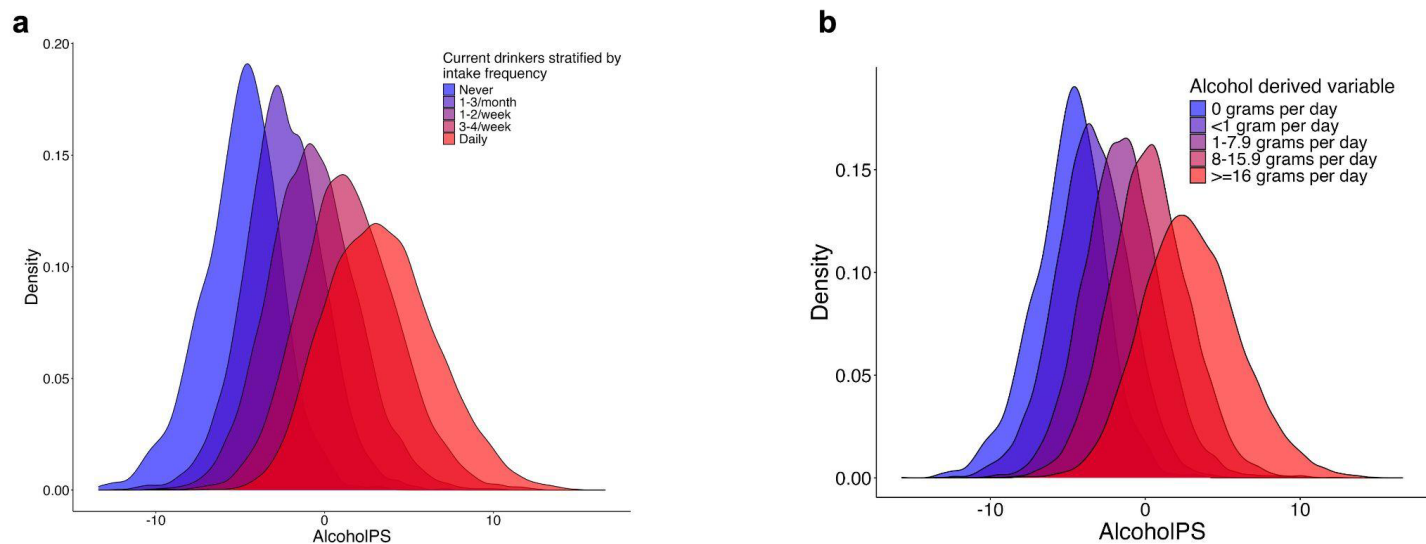 a
0.20
0.15
0.10
0.05
0.00
Density
-10
0
10
AlcoholPS
Current drinkers stratified by
intake frequency
Never
1-3/month
1-2/week
3-4/week
Daily
b
0.15
0.10
0.05
0.00
Density
-10
0
10
AlcoholPS
Alcohol derived variable
0 grams per day
<1 gram per day
1-7.9 grams per day
8-15.9 grams per day
>=16 grams per day